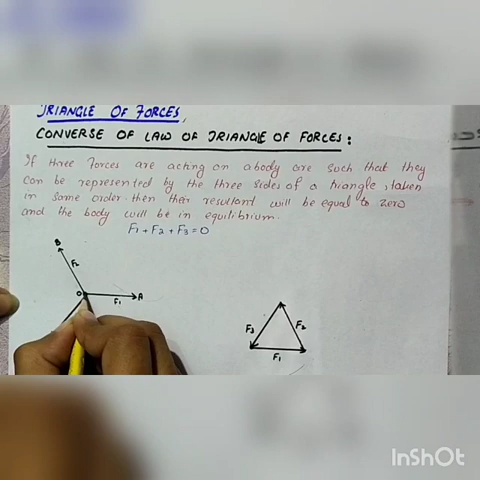 TRIANGLE OF FORCES,
CONVERSE OF LAW OF TRIANGLE OF FORCES:
If three Forces are acting on a body are such that they
can be represented by the three sides of a triangle, taken
in same order. then their resultant will be equal to zero
and the body will be in equilibrium.
F1 + F2 + F3 = 0
B
F2
O
F1
A
F3
F2
F1
InShOt